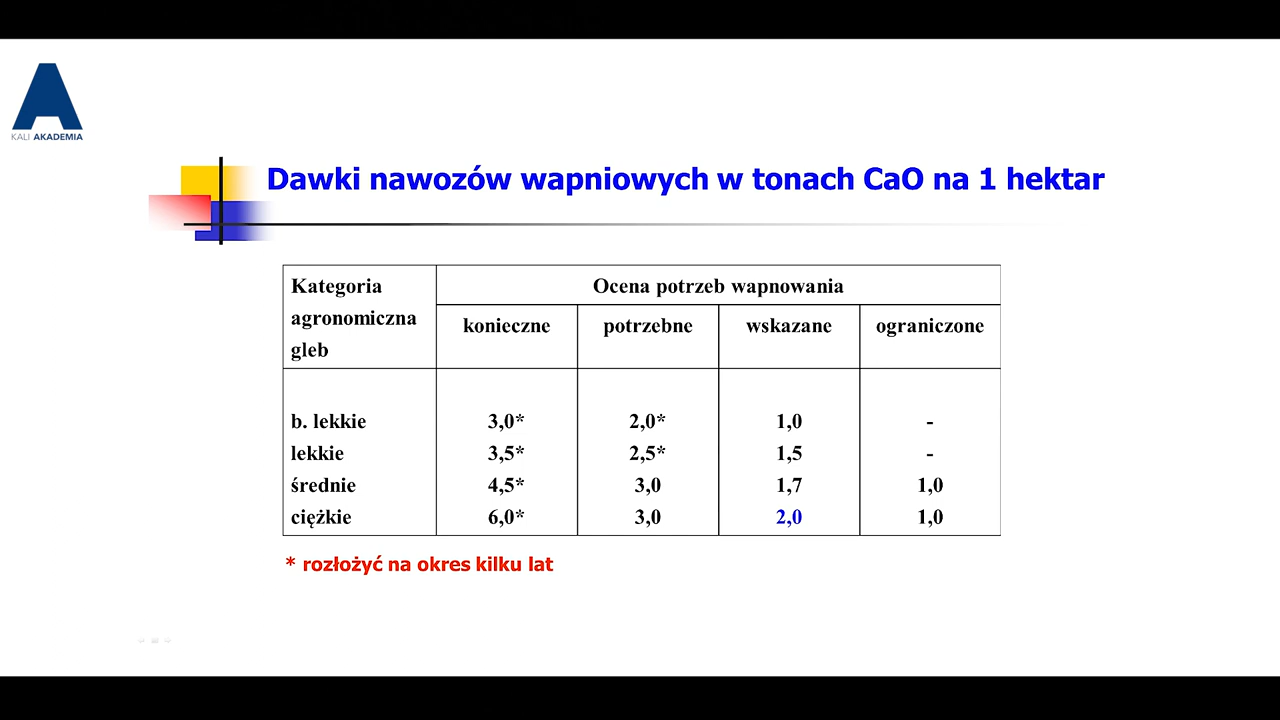 KALI AKADEMIA
Dawki nawozów wapniowych w tonach CaO na 1 hektar
Kategoria agronomiczna gleb
Ocena potrzeb wapnowania
konieczne potrzebne wskazane ograniczone
b. lekkie 3,0* 2,0* 1,0 -
lekkie 3,5* 2,5* 1,5 -
średnie 4,5* 3,0 1,7 1,0
ciężkie 6,0* 3,0 2,0 1,0
* rozłożyć na okres kilku lat